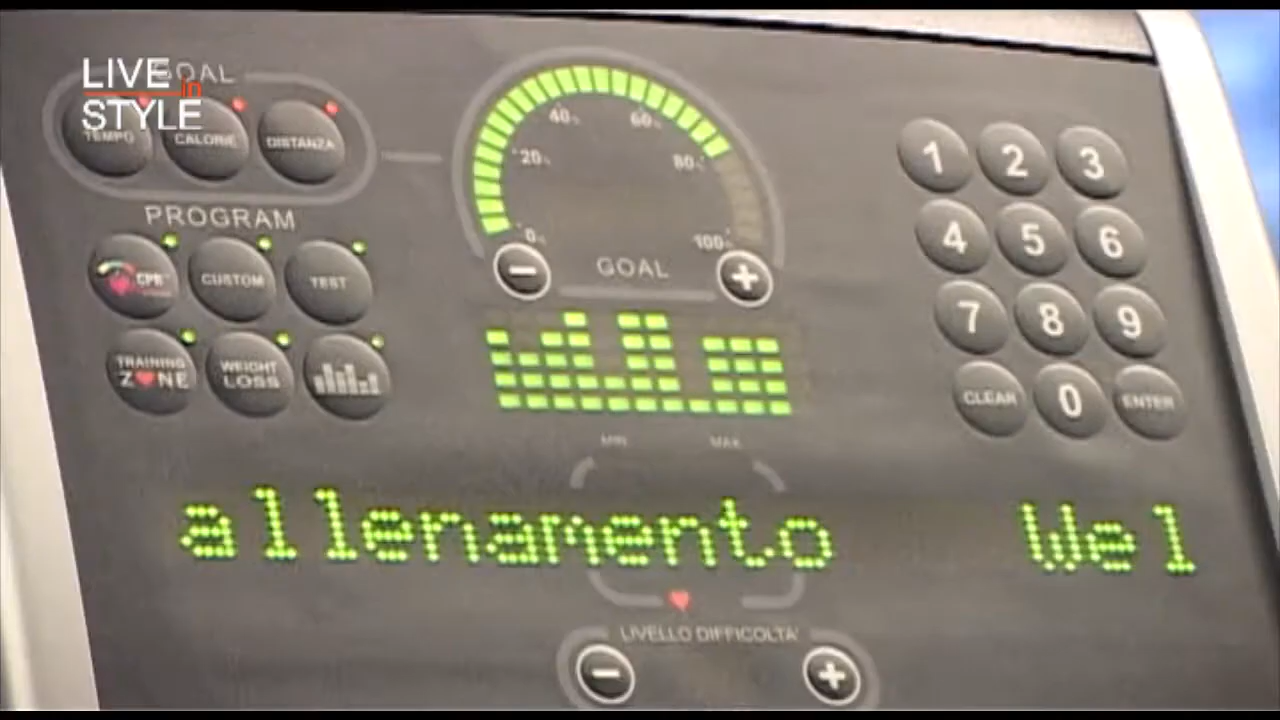 LIVE in STYLE
GOAL
TEMPO CALORIE DISTANZA
PROGRAM
CPR CUSTOM TEST
TRAINING ZNE
WEIGHT LOSS
0% 20% 40% 60% 80% 100%
− GOAL +
1 2 3
4 5 6
7 8 9
CLEAR 0 ENTER
MIN MAX
allenamento Wel
LIVELLO DIFFICOLTA'
− +